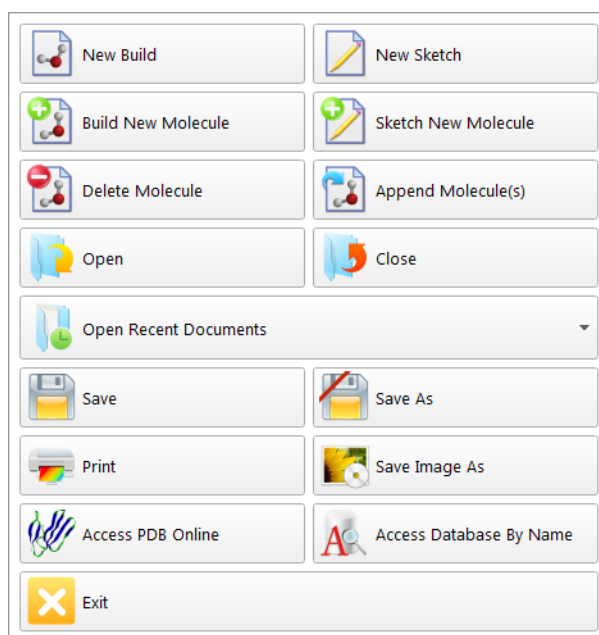 New Build
New Sketch
Build New Molecule
Sketch New Molecule
Delete Molecule
Append Molecule(s)
Open
Close
Open Recent Documents
Save
Save As
Print
Save Image As
Access PDB Online
A
Access Database By Name
Exit